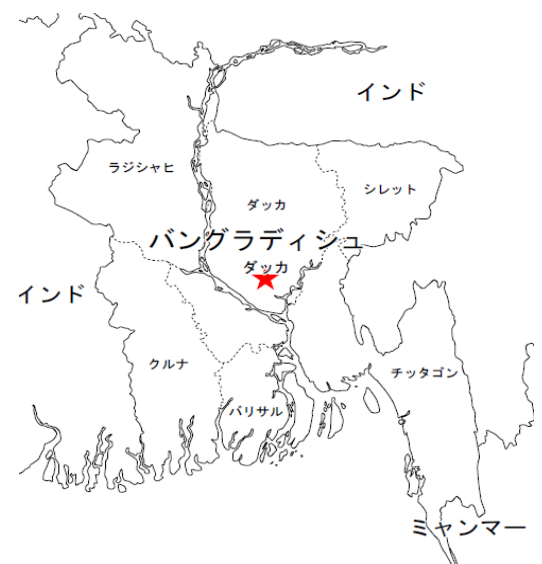 インド
ラジシャヒ
シレット
ダッカ
バングラディシュ
ダッカ
インド
クルナ
チッタゴン
バリサル
ミャンマー